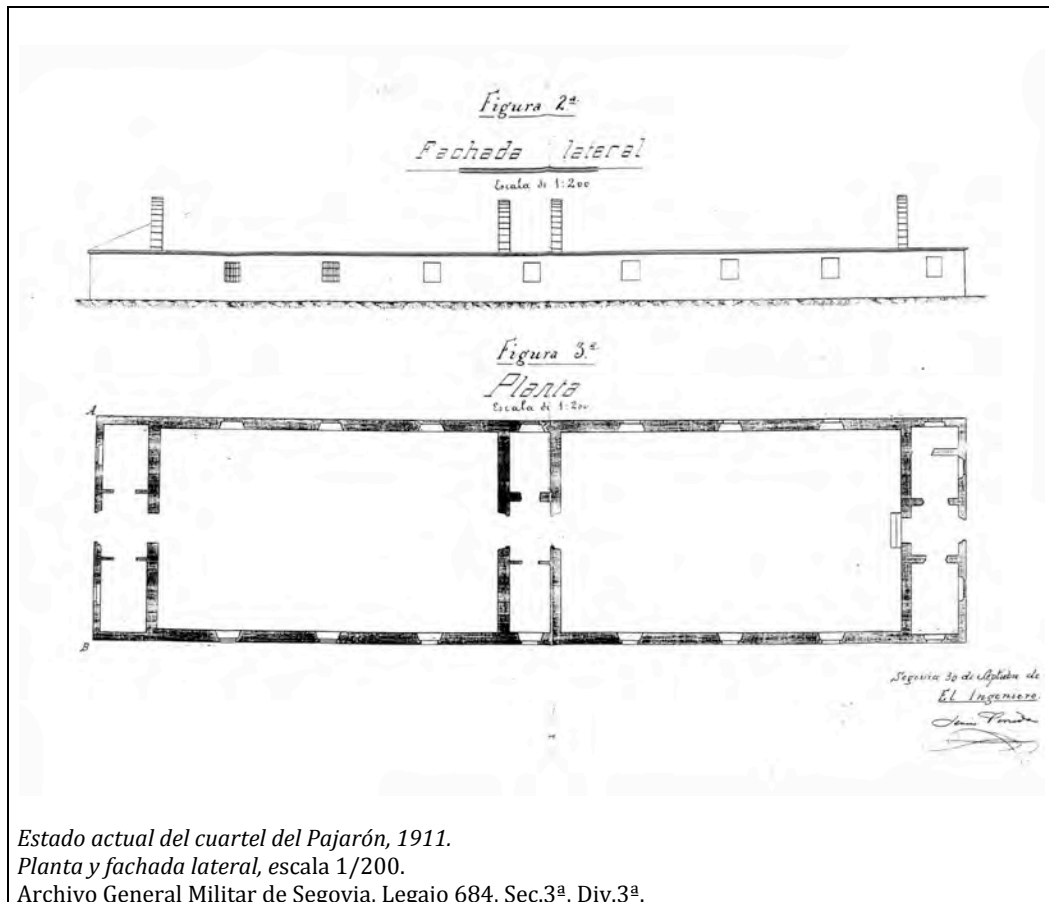 Figura 2ª
Fachada lateral
Escala de 1:200
Figura 3.ª
Planta
Escala de 1:200
A
B
Segovia 30 de Septubre de
El Ingeniero.
Estado actual del cuartel del Pajarón, 1911.
Planta y fachada lateral, escala 1/200.
Archivo General Militar de Segovia. Legajo 684. Sec.3ª. Div.3ª.